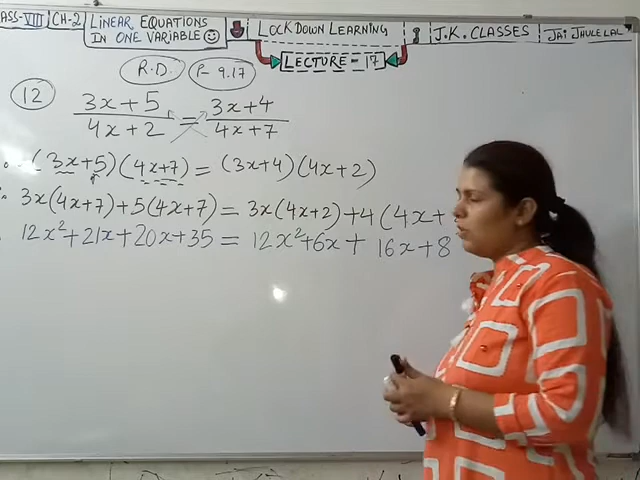 ASS-VIII CH-2 LINEAR EQUATIONS IN ONE VARIABLE☺ LOCKDOWN LEARNING J.K. CLASSES JAI JHULELAL
LECTURE - 17
R.D. P- 9.17
12 (3x+5)/(4x+2) = (3x+4)/(4x+7)
(3x+5)(4x+7) = (3x+4)(4x+2)
3x(4x+7)+5(4x+7) = 3x(4x+2)+4(4x+
12x²+21x+20x+35 = 12x²+6x+ 16x+8